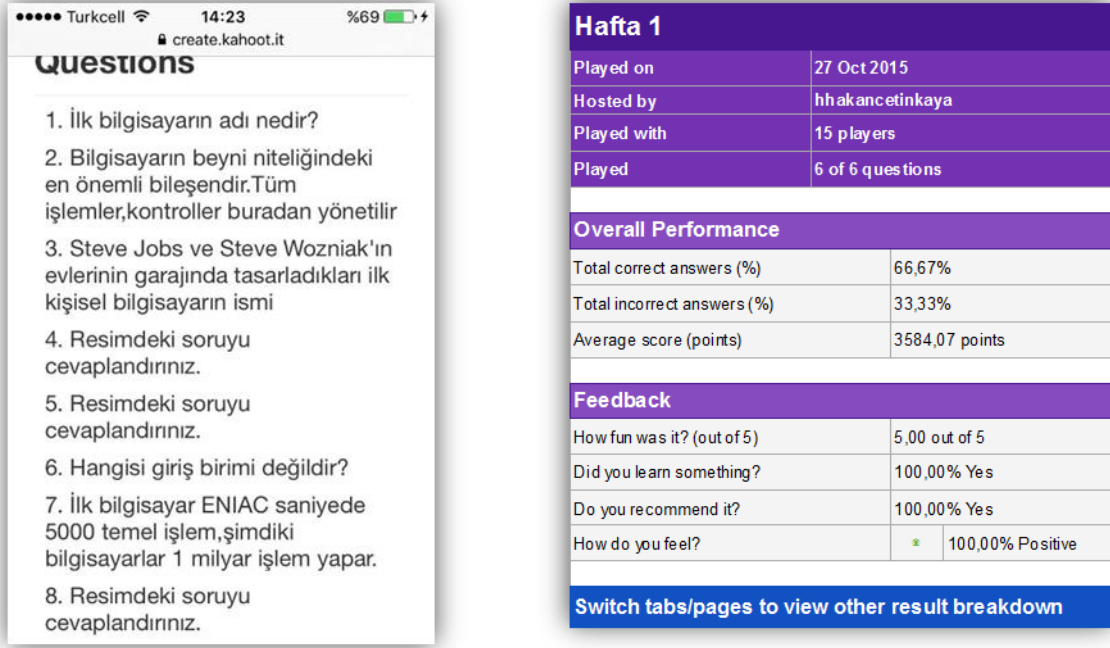 Turkcell 14:23 %69
create.kahoot.it
Questions
1. İlk bilgisayarın adı nedir?
2. Bilgisayarın beyni niteliğindeki
en önemli bileşendir.Tüm
işlemler,kontroller buradan yönetilir
3. Steve Jobs ve Steve Wozniak'ın
evlerinin garajında tasarladıkları ilk
kişisel bilgisayarın ismi
4. Resimdeki soruyu
cevaplandırınız.
5. Resimdeki soruyu
cevaplandırınız.
6. Hangisi giriş birimi değildir?
7. İlk bilgisayar ENIAC saniyede
5000 temel işlem,şimdiki
bilgisayarlar 1 milyar işlem yapar.
8. Resimdeki soruyu
cevaplandırınız.
Hafta 1
Played on 27 Oct 2015
Hosted by hhakancetinkaya
Played with 15 players
Played 6 of 6 questions
Overall Performance
Total correct answers (%) 66,67%
Total incorrect answers (%) 33,33%
Average score (points) 3584,07 points
Feedback
How fun was it? (out of 5) 5,00 out of 5
Did you learn something? 100,00% Yes
Do you recommend it? 100,00% Yes
How do you feel? 100,00% Positive
Switch tabs/pages to view other result breakdown